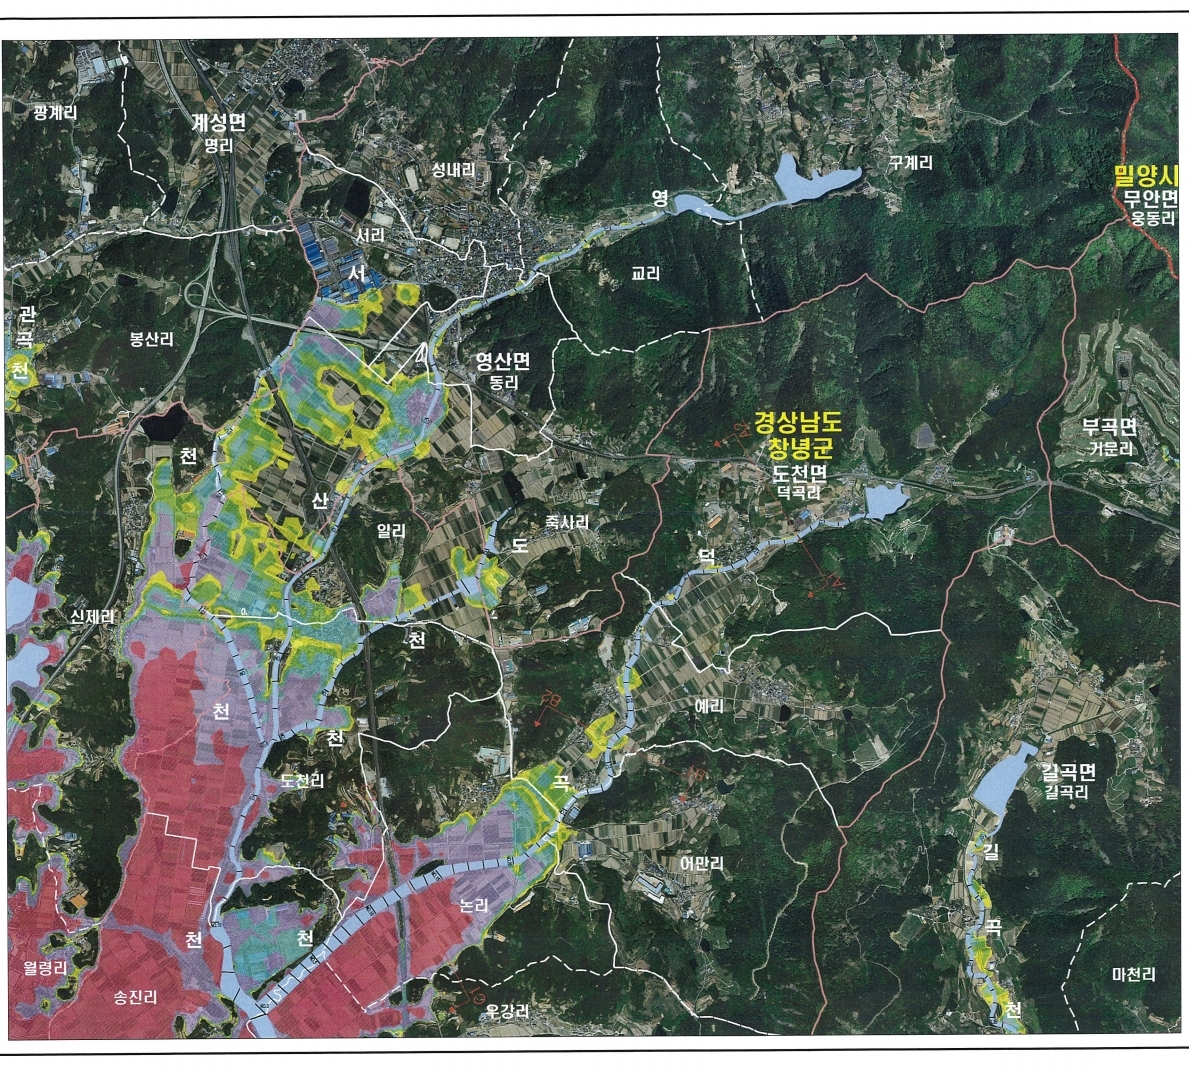 광계리
계성면
명리
성내리
구계리
밀양시
무안면
웅동리
영
서리
서
교리
관
곡
천
봉산리
영산면
동리
경상남도
창녕군
도천면
덕곡리
부곡면
거문리
천
산
일리
죽사리
도
덕
신제리
천
천
예리
천
도천리
곡
길곡면
길곡리
길
어만리
논리
곡
천
천
월령리
송진리
우강리
마천리
천